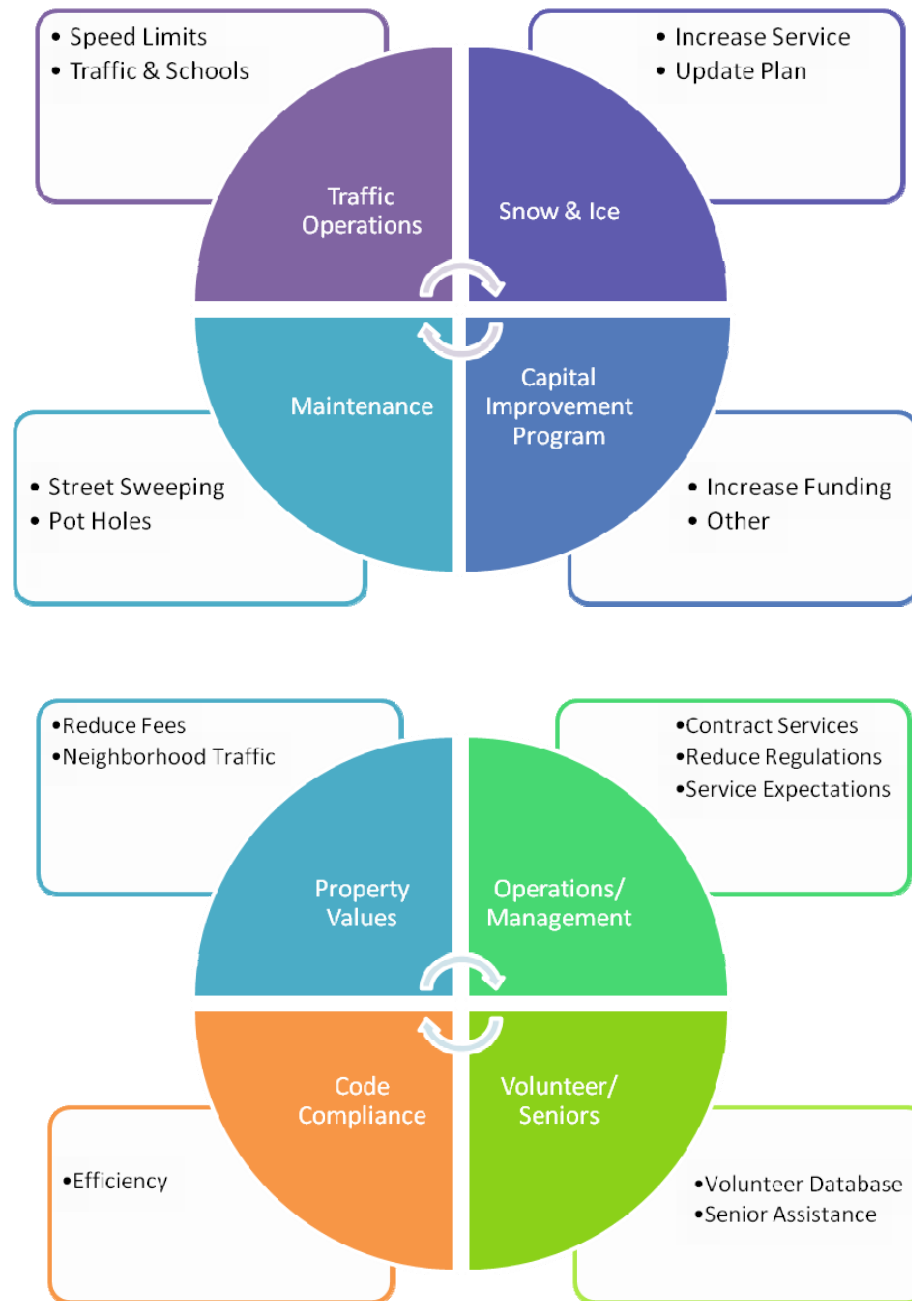 • Speed Limits
• Traffic & Schools
• Increase Service
• Update Plan
Traffic
Operations
Snow & Ice
Maintenance
Capital
Improvement
Program
• Street Sweeping
• Pot Holes
• Increase Funding
• Other
•Reduce Fees
•Neighborhood Traffic
•Contract Services
•Reduce Regulations
•Service Expectations
Property
Values
Operations/
Management
Code
Compliance
Volunteer/
Seniors
•Efficiency
•Volunteer Database
•Senior Assistance